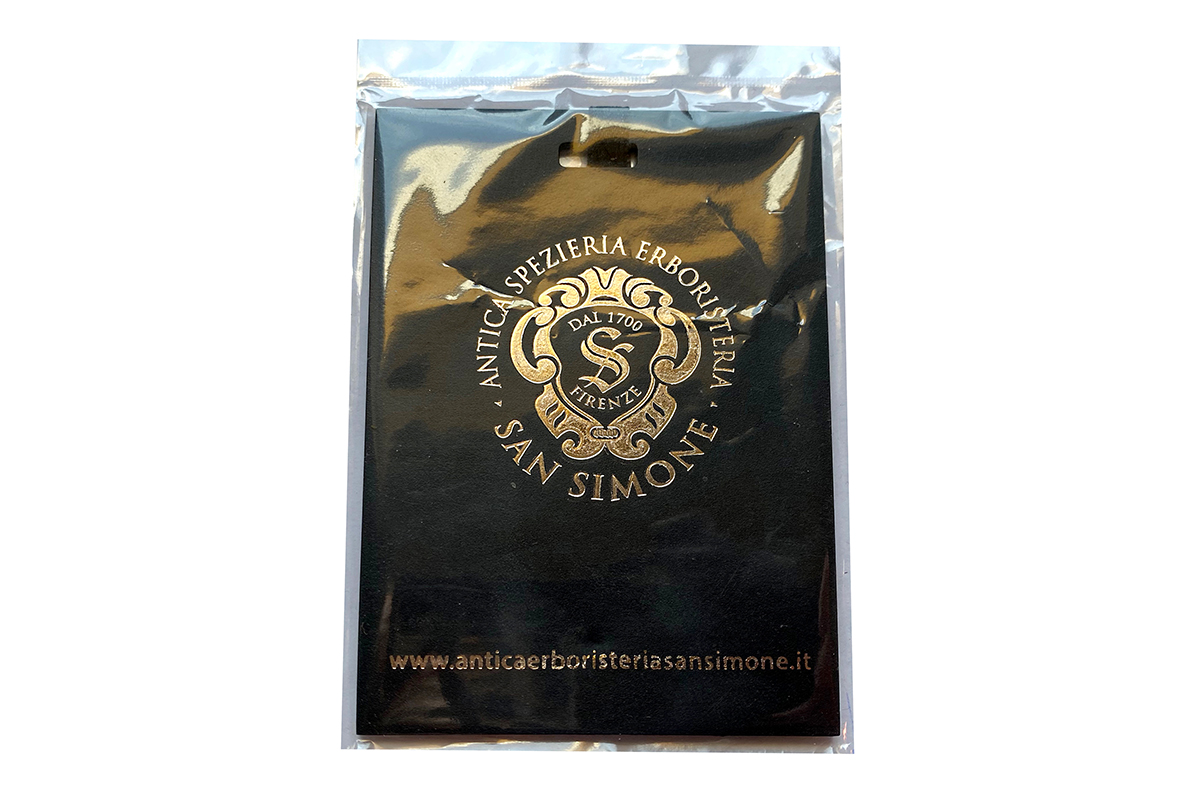 ANTICA SPEZIERIA ERBORISTERIA
DAL 1700
S
FIRENZE
SAN SIMONE
www.anticaerboristeriasansimone.it